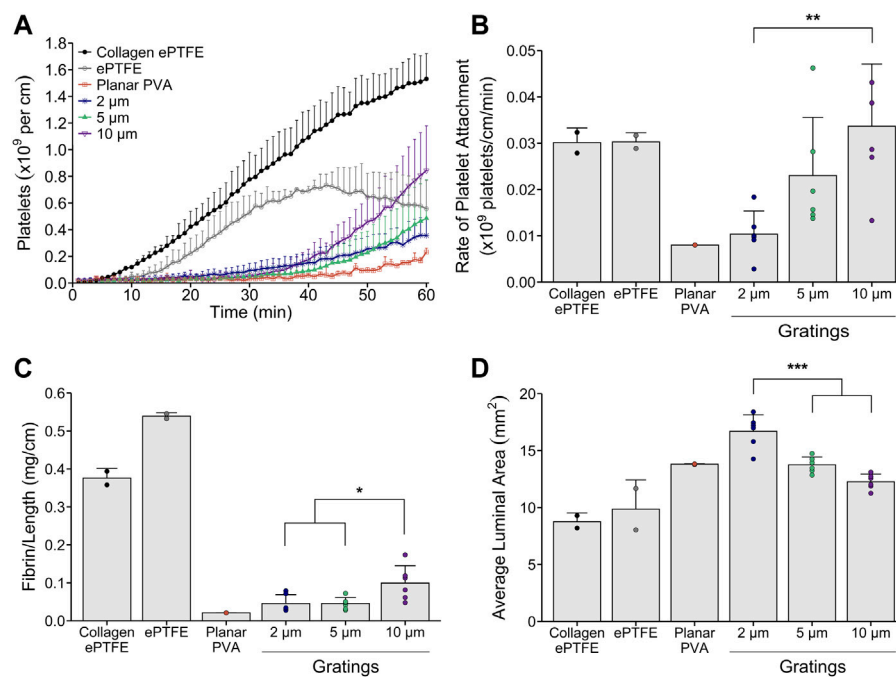 A
Platelets (x10⁹ per cm)
1.8
1.6
1.4
1.2
1.0
0.8
0.6
0.4
0.2
0.0
Collagen ePTFE
ePTFE
Planar PVA
2 µm
5 µm
10 µm
0 10 20 30 40 50 60
Time (min)
B
**
Rate of Platelet Attachment
(x10⁹ platelets/cm/min)
0.05
0.04
0.03
0.02
0.01
0.00
Collagen ePTFE Planar 2 µm 5 µm 10 µm
ePTFE PVA
Gratings
C
Fibrin/Length (mg/cm)
0.6
0.5
0.4
0.3
0.2
0.1
0.0
*
Collagen ePTFE Planar 2 µm 5 µm 10 µm
ePTFE PVA
Gratings
D
***
Average Luminal Area (mm²)
20
15
10
5
0
Collagen ePTFE Planar 2 µm 5 µm 10 µm
ePTFE PVA
Gratings